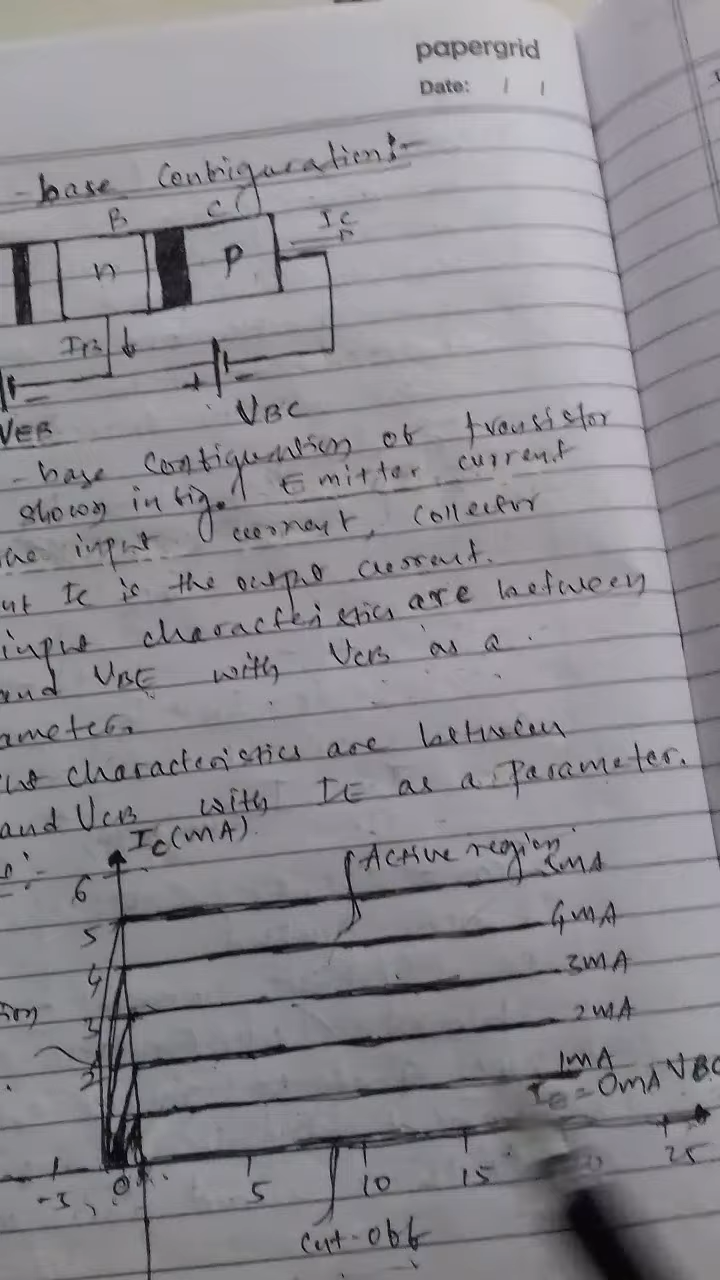 papergrid
Date: / /
-base Configuration:-
B C
n p Ic
IB
+ -
VEB VBC
-base configuration of transistor
shown in fig. Emitter current
input current, collector
Ic is the output current.
input characteristics are between
and VBE with VCB as a
ameter.
characteristics are between
and VCB with IE as a parameter.
Ic(mA)
Active region
6 5mA
5 4mA
4 3mA
3 2mA
2 1mA
IE = 0mA VBC
-5 0 5 10 15 20 25
Cut-off